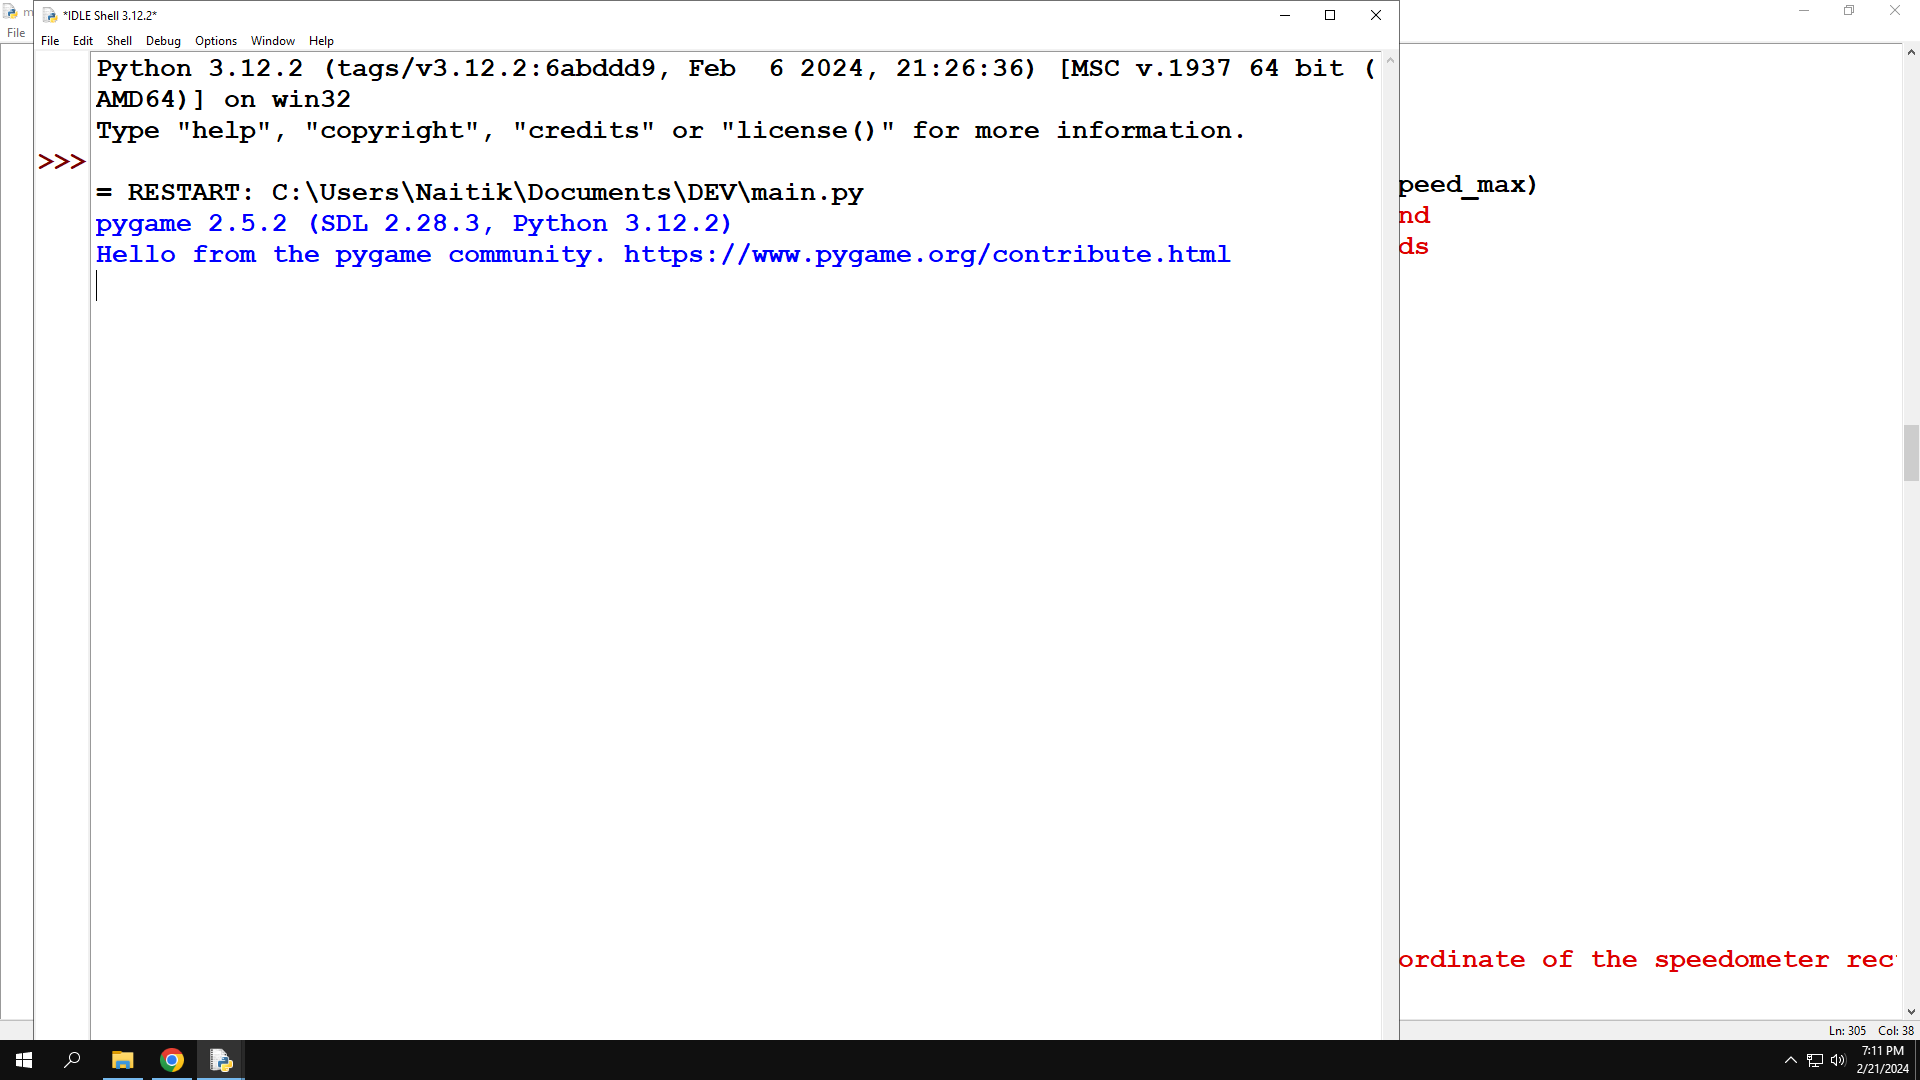 *IDLE Shell 3.12.2*
File Edit Shell Debug Options Window Help
File
Python 3.12.2 (tags/v3.12.2:6abddd9, Feb  6 2024, 21:26:36) [MSC v.1937 64 bit (
AMD64)] on win32
Type "help", "copyright", "credits" or "license()" for more information.
>>>
= RESTART: C:\Users\Naitik\Documents\DEV\main.py
pygame 2.5.2 (SDL 2.28.3, Python 3.12.2)
Hello from the pygame community. https://www.pygame.org/contribute.html
peed_max)
nd
ds
ordinate of the speedometer rec
Ln: 305 Col: 38
7:11 PM
2/21/2024